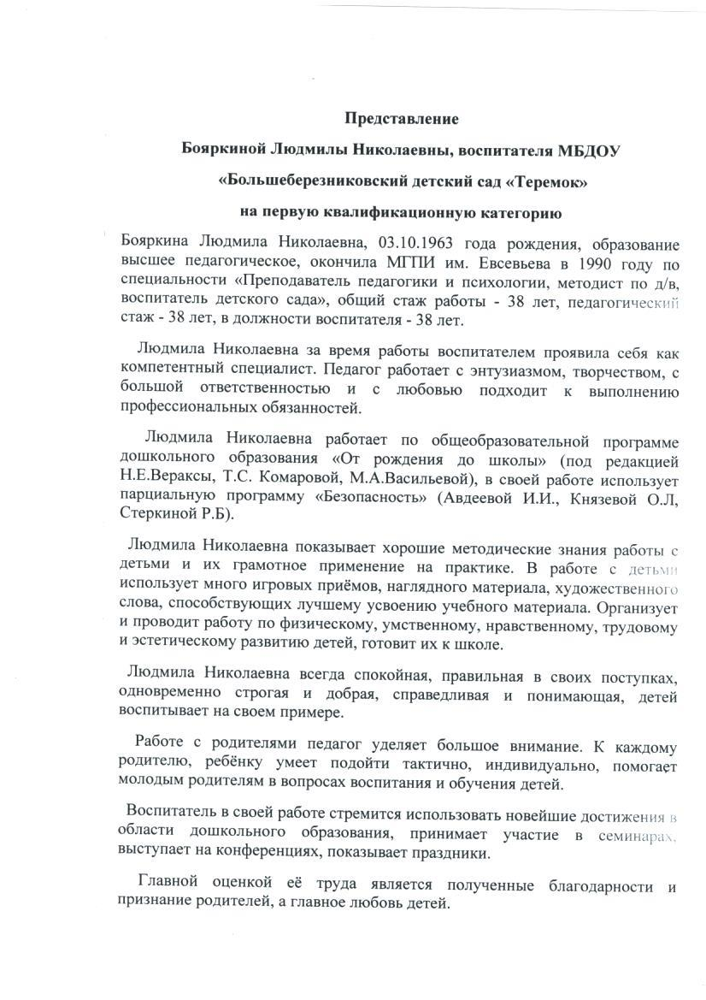 Представление
Бояркиной Людмилы Николаевны, воспитателя МБДОУ
«Большеберезниковский детский сад «Теремок»
на первую квалификационную категорию
Бояркина Людмила Николаевна, 03.10.1963 года рождения, образование
высшее педагогическое, окончила МГПИ им. Евсевьева в 1990 году по
специальности «Преподаватель педагогики и психологии, методист по д/в,
воспитатель детского сада», общий стаж работы - 38 лет, педагогический
стаж - 38 лет, в должности воспитателя - 38 лет.
Людмила Николаевна за время работы воспитателем проявила себя как
компетентный специалист. Педагог работает с энтузиазмом, творчеством, с
большой ответственностью и с любовью подходит к выполнению
профессиональных обязанностей.
Людмила Николаевна работает по общеобразовательной программе
дошкольного образования «От рождения до школы» (под редакцией
Н.Е.Вераксы, Т.С. Комаровой, М.А.Васильевой), в своей работе использует
парциальную программу «Безопасность» (Авдеевой И.И., Князевой О.Л,
Стеркиной Р.Б).
Людмила Николаевна показывает хорошие методические знания работы с
детьми и их грамотное применение на практике. В работе с детьми
использует много игровых приёмов, наглядного материала, художественного
слова, способствующих лучшему усвоению учебного материала. Организует
и проводит работу по физическому, умственному, нравственному, трудовому
и эстетическому развитию детей, готовит их к школе.
Людмила Николаевна всегда спокойная, правильная в своих поступках,
одновременно строгая и добрая, справедливая и понимающая, детей
воспитывает на своем примере.
Работе с родителями педагог уделяет большое внимание. К каждому
родителю, ребёнку умеет подойти тактично, индивидуально, помогает
молодым родителям в вопросах воспитания и обучения детей.
Воспитатель в своей работе стремится использовать новейшие достижения в
области дошкольного образования, принимает участие в семинарах,
выступает на конференциях, показывает праздники.
Главной оценкой её труда является полученные благодарности и
признание родителей, а главное любовь детей.